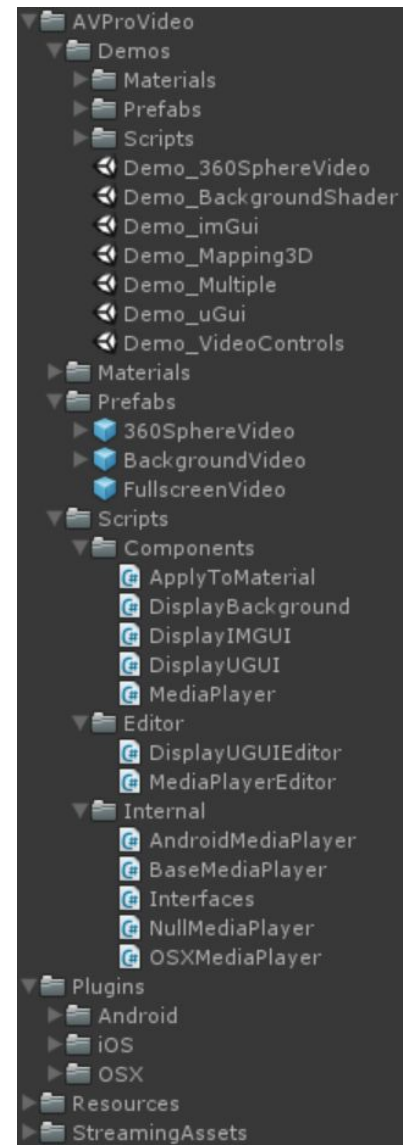 AVProVideo
Demos
Materials
Prefabs
Scripts
Demo_360SphereVideo
Demo_BackgroundShader
Demo_imGui
Demo_Mapping3D
Demo_Multiple
Demo_uGui
Demo_VideoControls
Materials
Prefabs
360SphereVideo
BackgroundVideo
FullscreenVideo
Scripts
Components
ApplyToMaterial
DisplayBackground
DisplayIMGUI
DisplayUGUI
MediaPlayer
Editor
DisplayUGUIEditor
MediaPlayerEditor
Internal
AndroidMediaPlayer
BaseMediaPlayer
Interfaces
NullMediaPlayer
OSXMediaPlayer
Plugins
Android
iOS
OSX
Resources
StreamingAssets